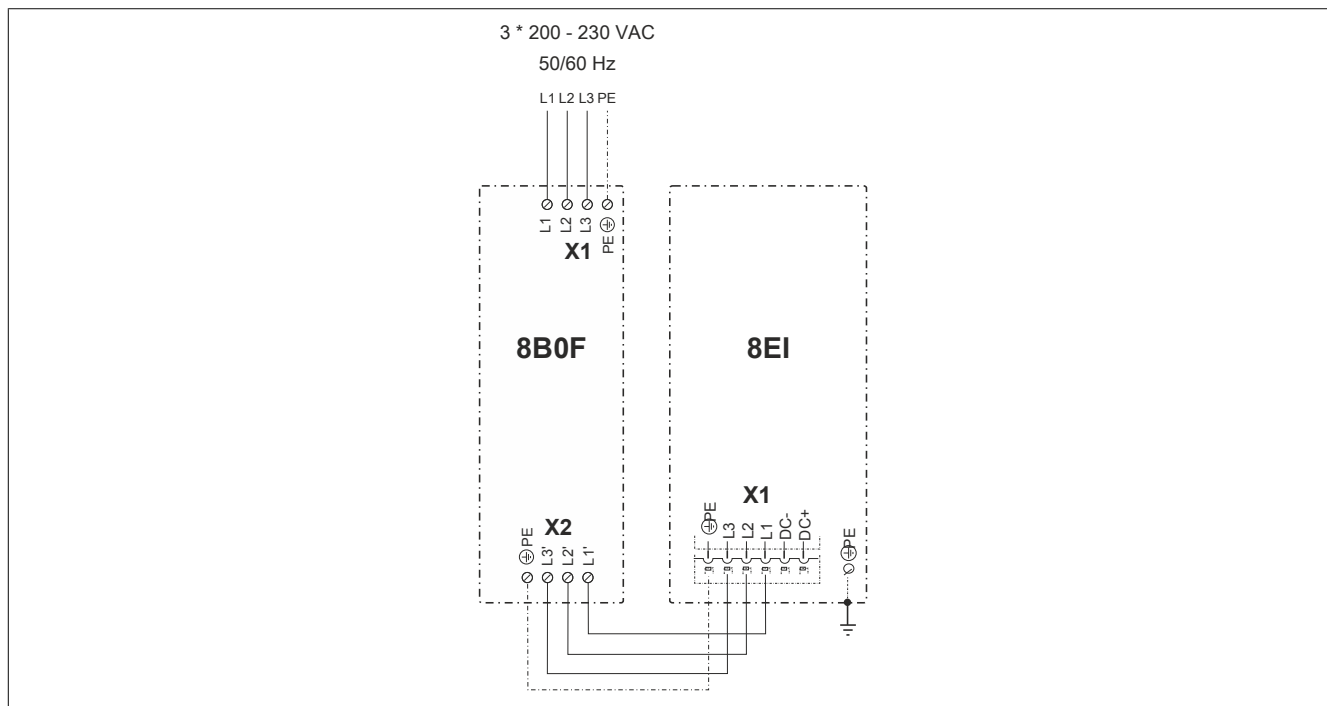 3 * 200 - 230 VAC
50/60 Hz
L1 L2 L3 PE
L1
L2
L3
PE
X1
8B0F
8EI
X2
PE
L3'
L2'
L1'
X1
PE
L3
L2
L1
DC-
DC+
PE